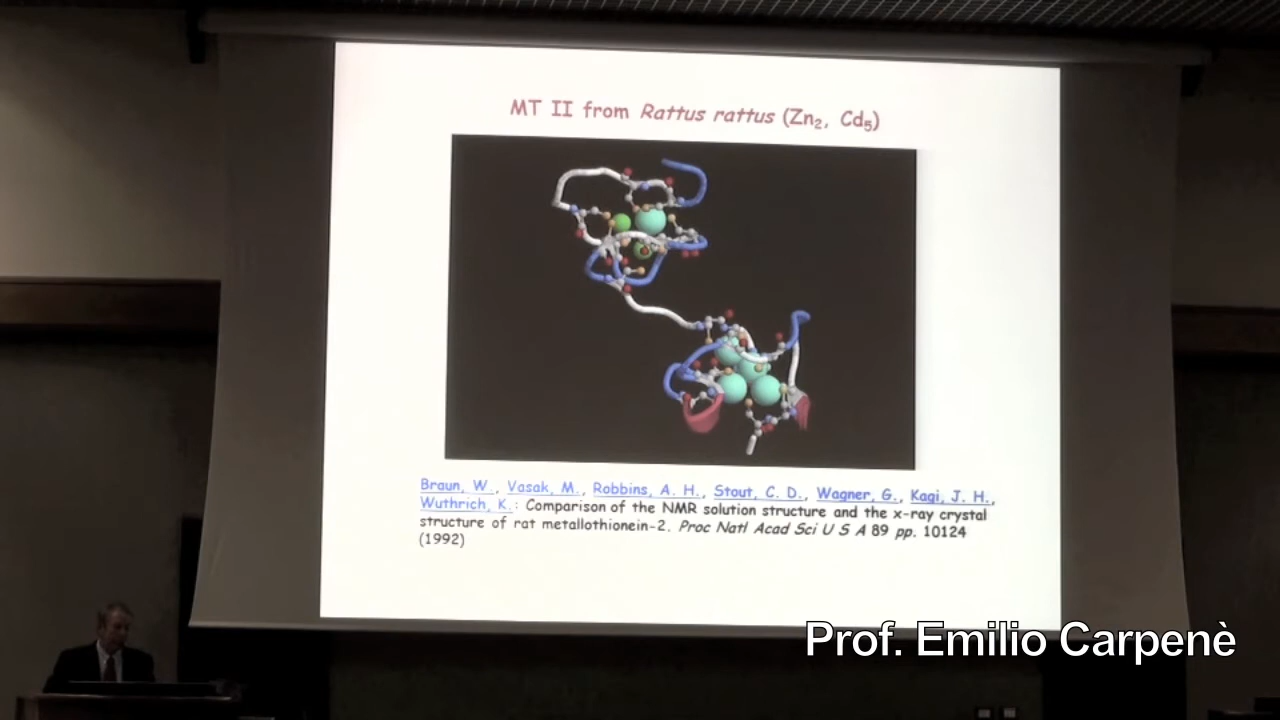 MT II from Rattus rattus (Zn₂, Cd₅)
Braun, W., Vasak, M., Robbins, A. H., Stout, C. D., Wagner, G., Kagi, J. H.,
Wuthrich, K.: Comparison of the NMR solution structure and the x-ray crystal
structure of rat metallothionein-2. Proc Natl Acad Sci U S A 89 pp. 10124
(1992)
Prof. Emilio Carpenè